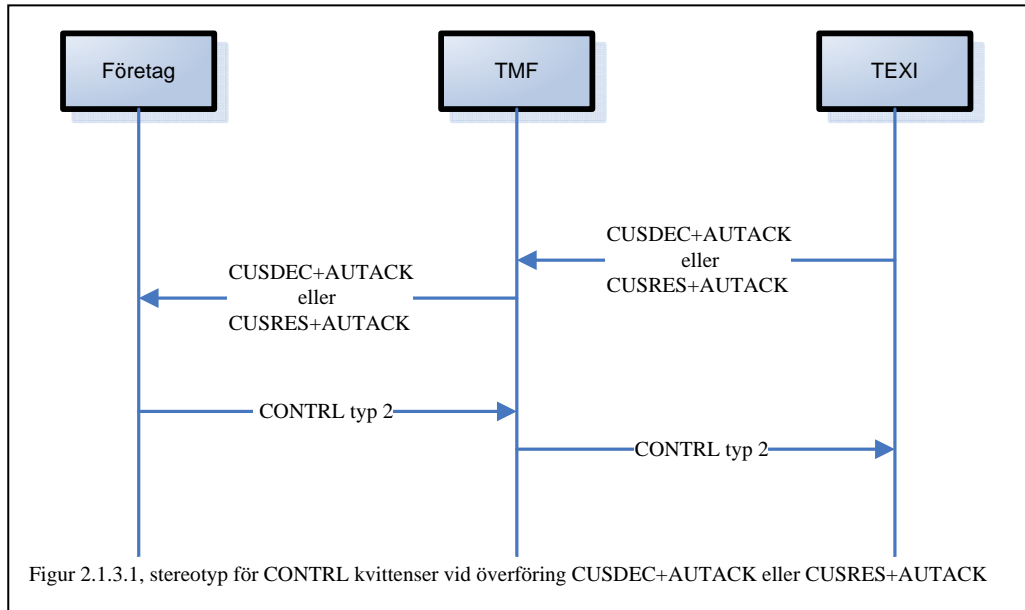 Företag
TMF
TEXI
CUSDEC+AUTACK
eller
CUSRES+AUTACK
CUSDEC+AUTACK
eller
CUSRES+AUTACK
CONTRL typ 2
CONTRL typ 2
Figur 2.1.3.1, stereotyp för CONTRL kvittenser vid överföring CUSDEC+AUTACK eller CUSRES+AUTACK